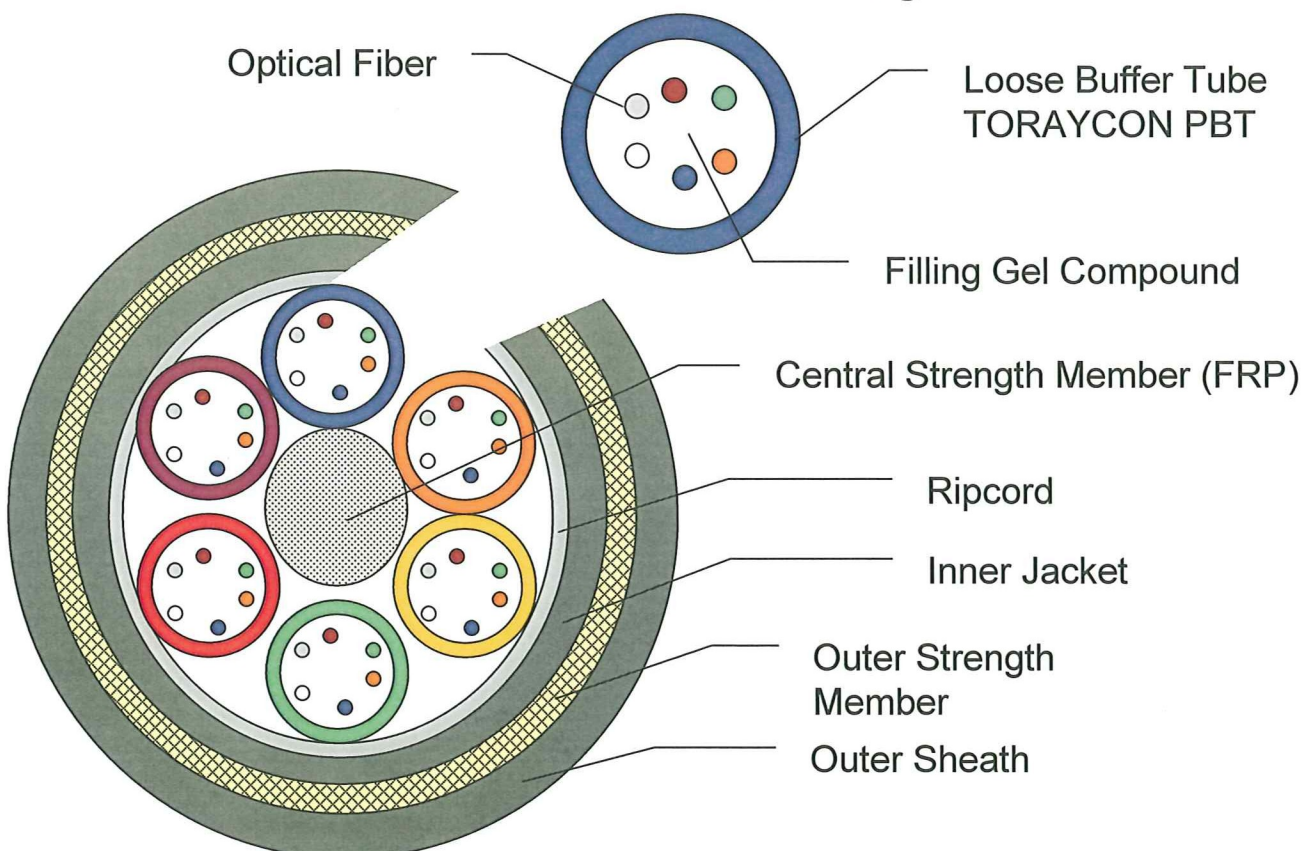 Optical Fiber
Loose Buffer Tube
TORAYCON PBT
Filling Gel Compound
Central Strength Member (FRP)
Ripcord
Inner Jacket
Outer Strength
Member
Outer Sheath